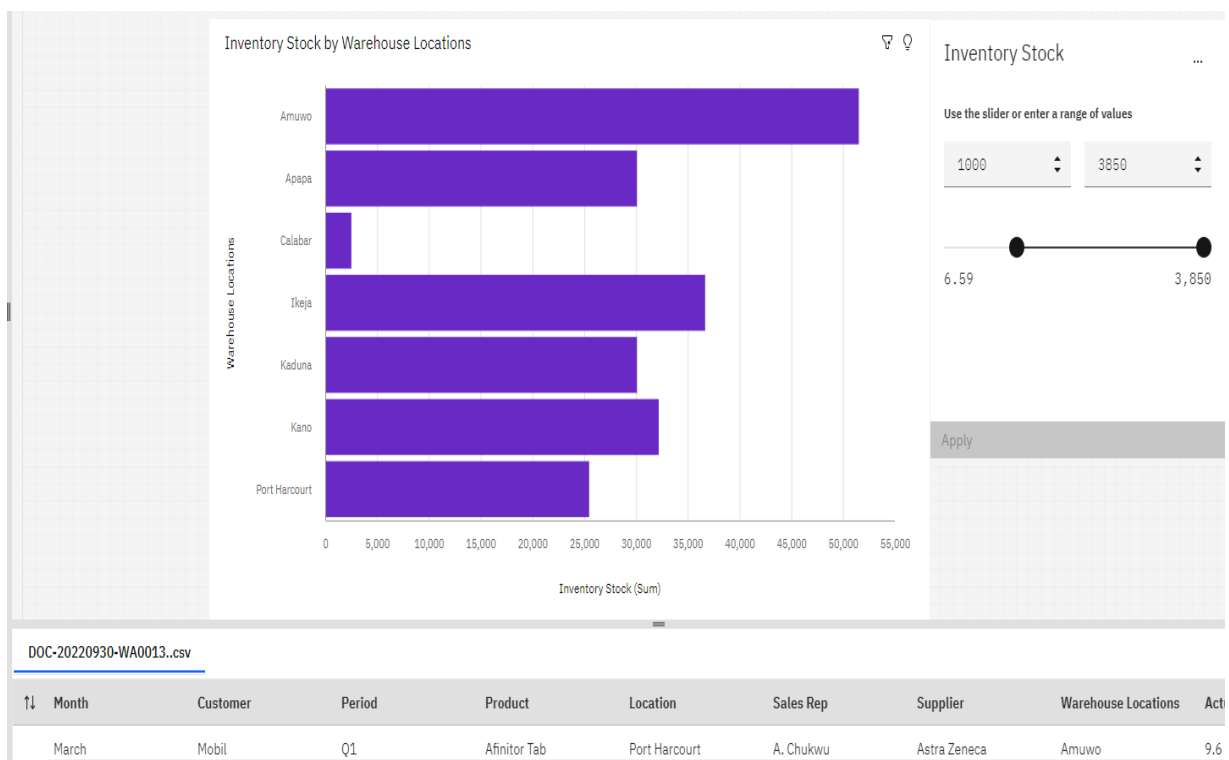 Inventory Stock by Warehouse Locations
Amuwo
Apapa
Calabar
Ikeja
Kaduna
Kano
Port Harcourt
Warehouse Locations
0 5,000 10,000 15,000 20,000 25,000 30,000 35,000 40,000 45,000 50,000 55,000
Inventory Stock (Sum)
Inventory Stock ...
Use the slider or enter a range of values
1000 3850
6.59 3,850
Apply
DOC-20220930-WA0013..csv
Month Customer Period Product Location Sales Rep Supplier Warehouse Locations Actu
March Mobil Q1 Afinitor Tab Port Harcourt A. Chukwu Astra Zeneca Amuwo 9.6